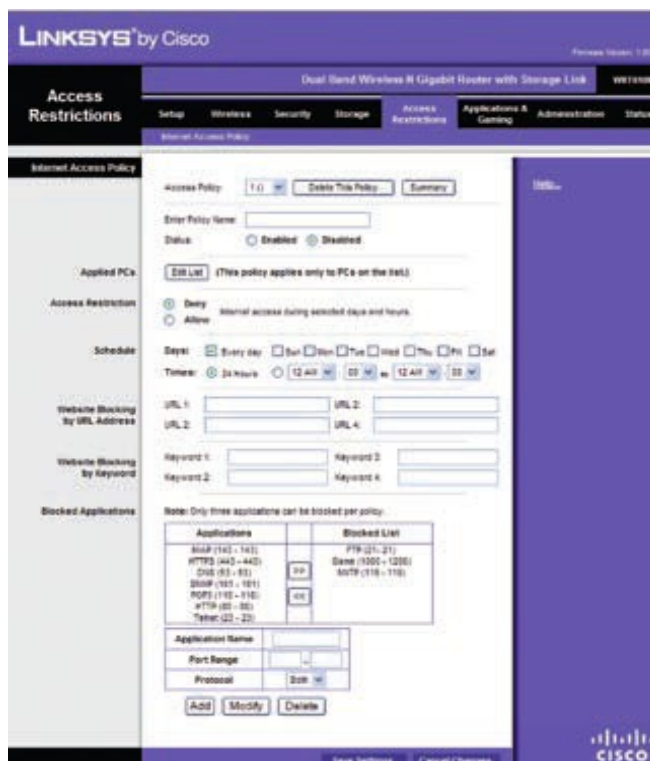 LINKSYS® by Cisco
Firmware Version: 1.00
Dual Band Wireless-N Gigabit Router with Storage Link
Access Restrictions
Setup Wireless Security Storage Access Restrictions Applications & Gaming Administration Status
Internet Access Policy
Internet Access Policy
Help...
Access Policy 1 () Delete This Policy Summary
Enter Policy Name
Status Enabled Disabled
Applied PCs Edit List (This policy applies only to PCs on the list.)
Access Restriction Deny
Internet access during selected days and hours.
Allow
Schedule Days: Every day Sun Mon Tue Wed Thu Fri Sat
Times: 24 Hours 12 AM : 00 to 12 AM : 00
Website Blocking by URL Address
URL 1: URL 2:
URL 2: URL 4:
Website Blocking by Keyword
Keyword 1: Keyword 3:
Keyword 2: Keyword 4:
Blocked Applications
Note: Only three applications can be blocked per policy.
Applications Blocked List
IMAP (143 - 143)
HTTPS (443 - 443)
DNS (53 - 53)
SNMP (161 - 161)
POP3 (110 - 110)
HTTP (80 - 80)
Telnet (23 - 23)
>>
<<
FTP (21 - 21)
Game (1000 - 1200)
NNTP (119 - 119)
Application Name
Port Range -
Protocol Both
Add Modify Delete
Save Settings Cancel Changes
CISCO